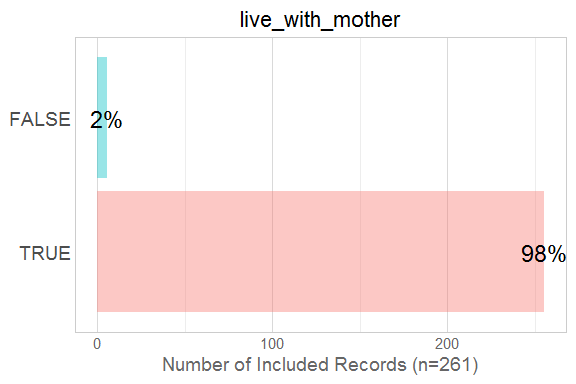 live_with_mother
FALSE
2%
TRUE
98%
0
100
200
Number of Included Records (n=261)